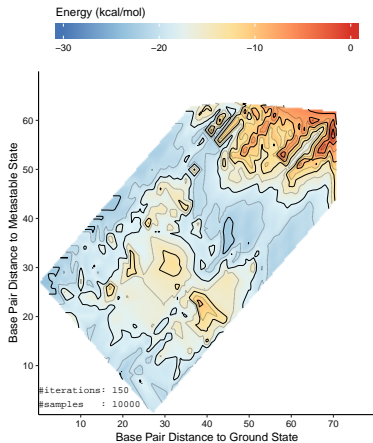 Energy (kcal/mol)
−30 −20 −10 0
Base Pair Distance to Metastable State
60
50
40
30
20
10
#iterations: 150
#samples : 10000
10 20 30 40 50 60 70
Base Pair Distance to Ground State